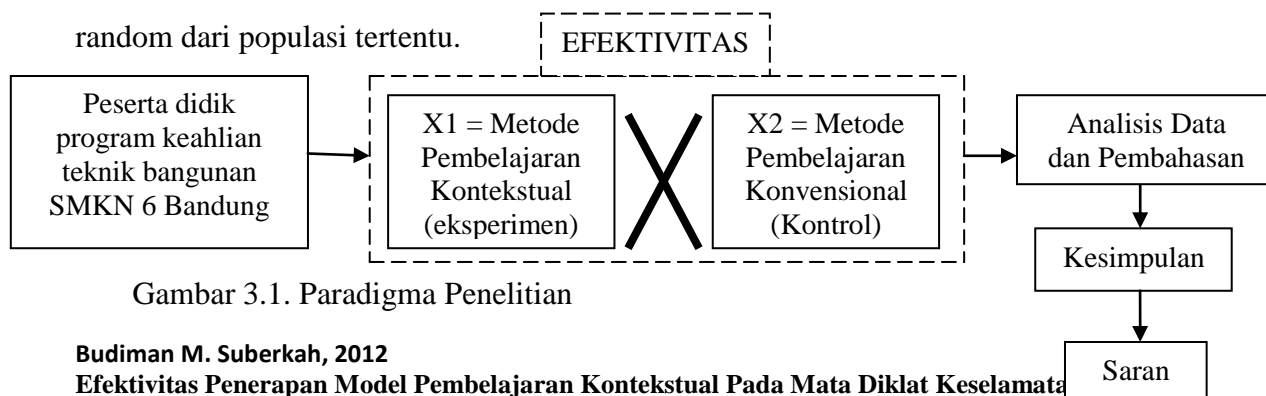 random dari populasi tertentu.
EFEKTIVITAS
Peserta didik
program keahlian
teknik bangunan
SMKN 6 Bandung
X1 = Metode
Pembelajaran
Kontekstual
(eksperimen)
X2 = Metode
Pembelajaran
Konvensional
(Kontrol)
Analisis Data
dan Pembahasan
Kesimpulan
Saran
Gambar 3.1. Paradigma Penelitian
Budiman M. Suberkah, 2012
Efektivitas Penerapan Model Pembelajaran Kontekstual Pada Mata Diklat Keselamata